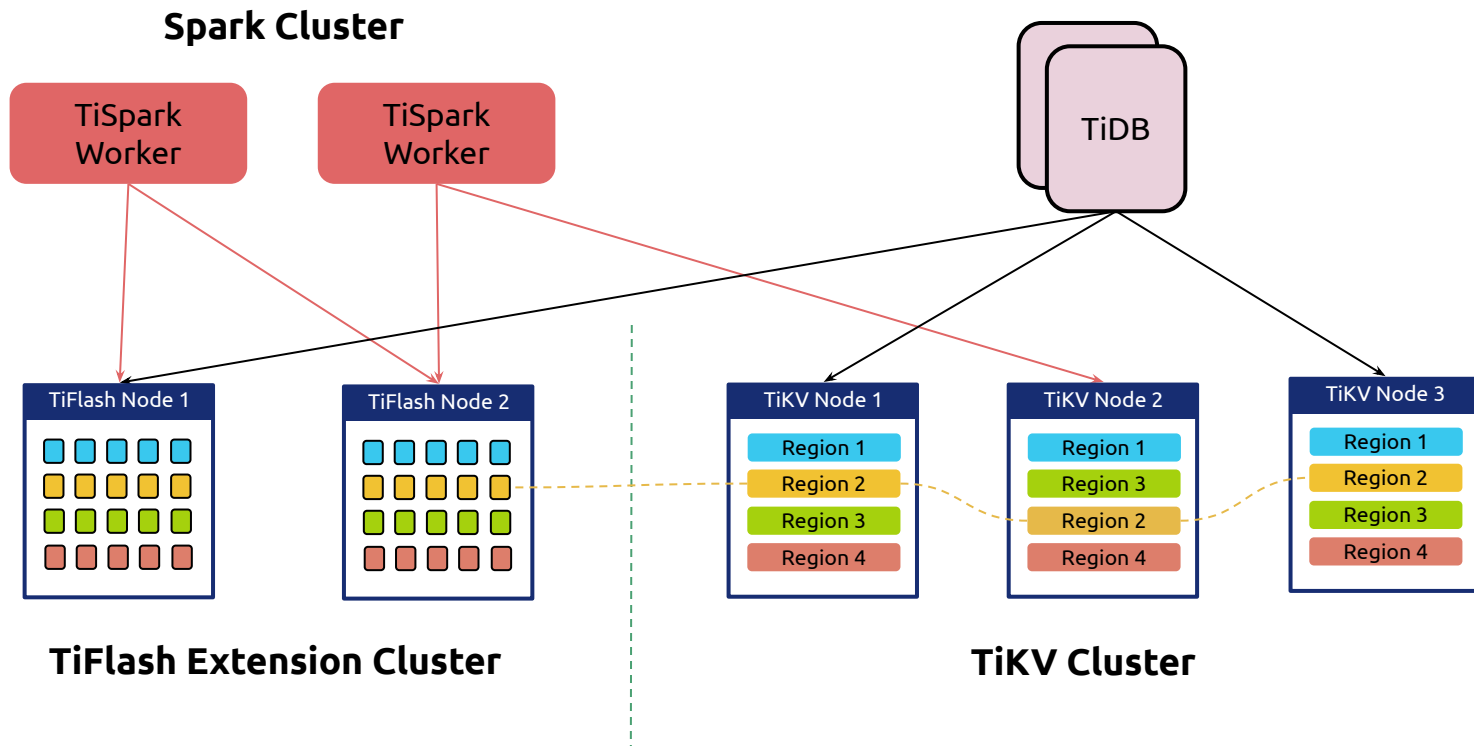 Spark Cluster
TiSpark
Worker
TiSpark
Worker
TiDB
TiFlash Node 1
TiFlash Node 2
TiKV Node 1
Region 1
Region 2
Region 3
Region 4
TiKV Node 2
Region 1
Region 3
Region 2
Region 4
TiKV Node 3
Region 1
Region 2
Region 3
Region 4
TiFlash Extension Cluster
TiKV Cluster